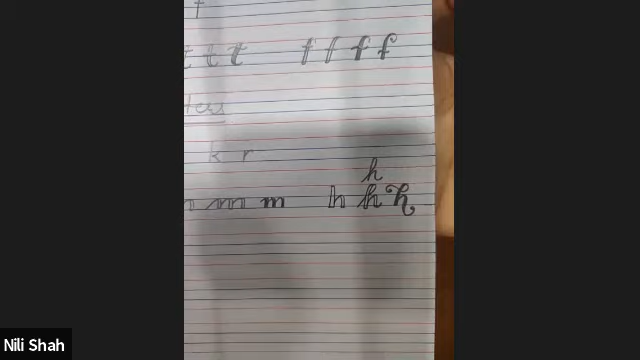 f
t t t f f f f
k r
h
m m h h h
Nili Shah